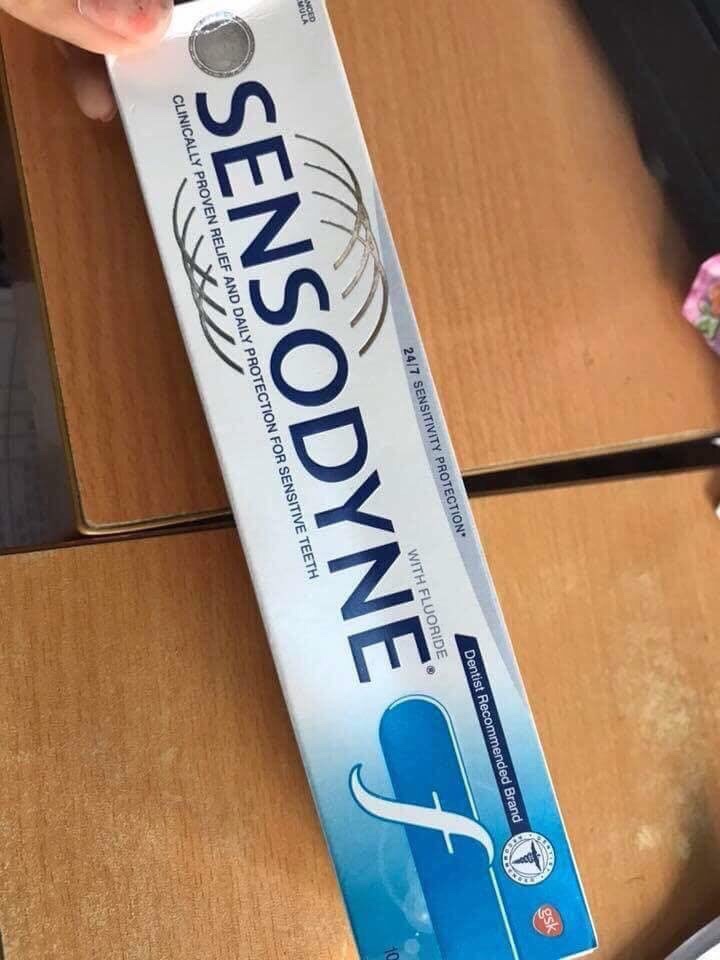 SENSODYNE®
CLINICALLY PROVEN RELIEF AND DAILY PROTECTION FOR SENSITIVE TEETH
24/7 SENSITIVITY PROTECTION*
WITH FLUORIDE
f
Dentist Recommended Brand
gsk